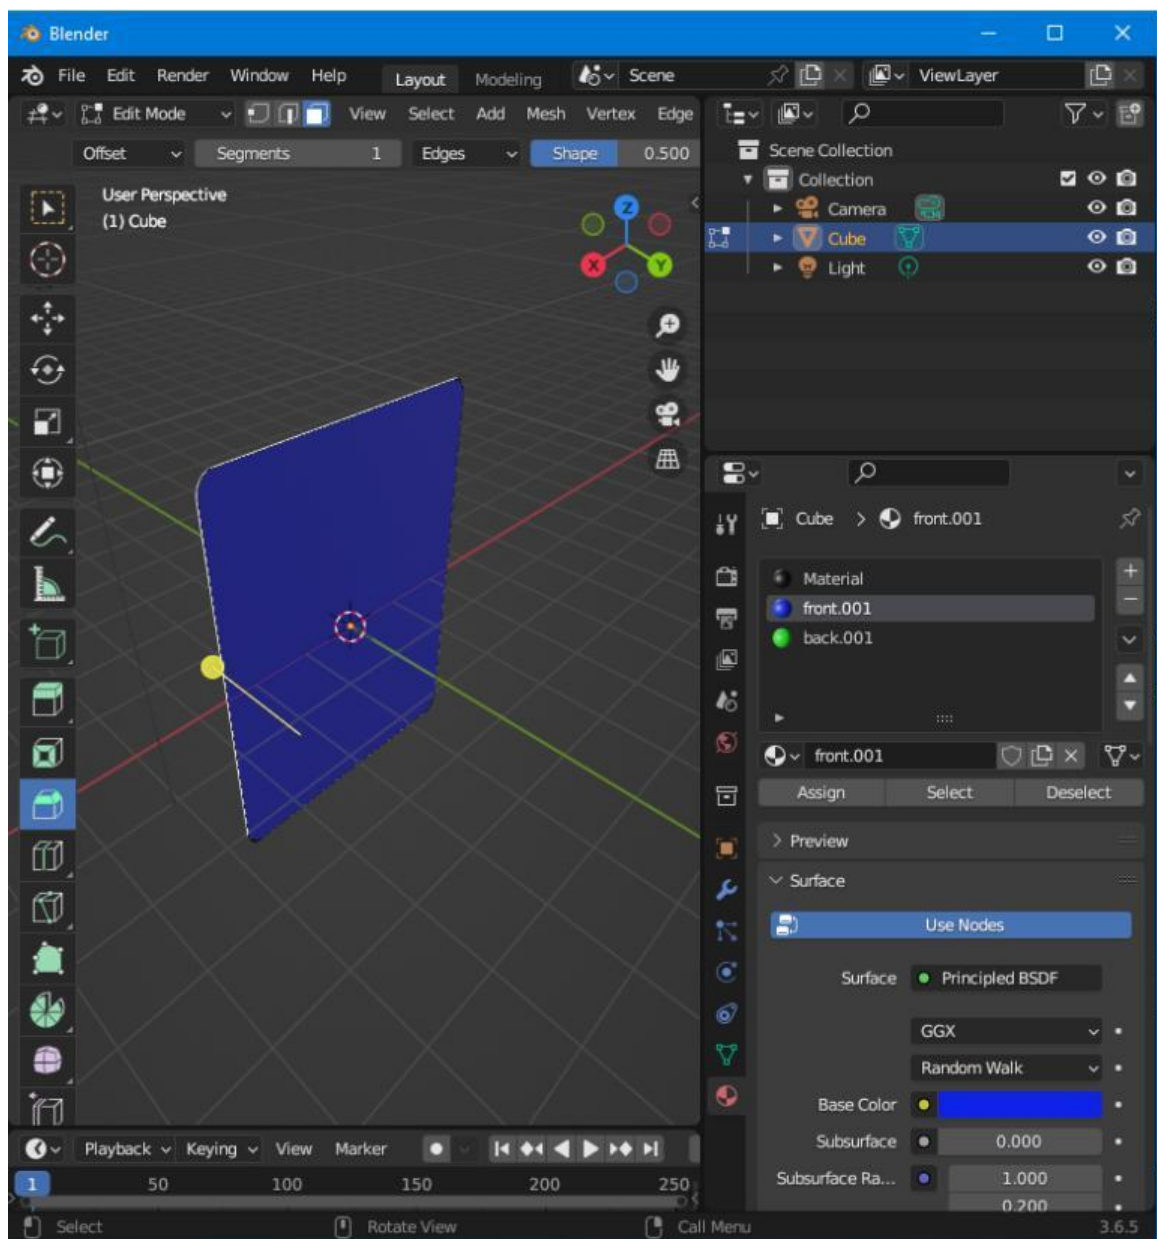 Blender
File Edit Render Window Help Layout Modeling Scene ViewLayer
Edit Mode View Select Add Mesh Vertex Edge
Offset Segments 1 Edges Shape 0.500
User Perspective
(1) Cube
Z
X
Y
Scene Collection
Collection
Camera
Cube
Light
Cube > front.001
Material
front.001
back.001
front.001
Assign Select Deselect
Preview
Surface
Use Nodes
Surface Principled BSDF
GGX
Random Walk
Base Color
Subsurface 0.000
Subsurface Ra... 1.000
0.200
Playback Keying View Marker
1 50 100 150 200 250
Select Rotate View Call Menu 3.6.5